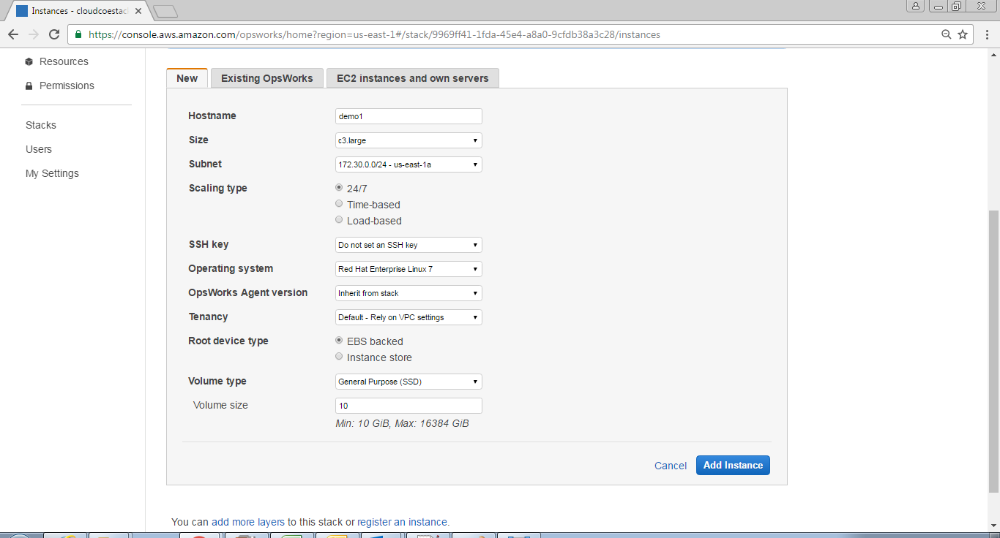 Instances - cloudcoestac
https://console.aws.amazon.com/opsworks/home?region=us-east-1#/stack/9969ff41-1fda-45e4-a8a0-9cfdb38a3c28/instances
Resources
Permissions
Stacks
Users
My Settings
New
Existing OpsWorks
EC2 instances and own servers
Hostname
demo1
Size
c3.large
Subnet
172.30.0.0/24 - us-east-1a
Scaling type
24/7
Time-based
Load-based
SSH key
Do not set an SSH key
Operating system
Red Hat Enterprise Linux 7
OpsWorks Agent version
Inherit from stack
Tenancy
Default - Rely on VPC settings
Root device type
EBS backed
Instance store
Volume type
General Purpose (SSD)
Volume size
10
Min: 10 GiB, Max: 16384 GiB
Cancel
Add Instance
You can add more layers to this stack or register an instance.